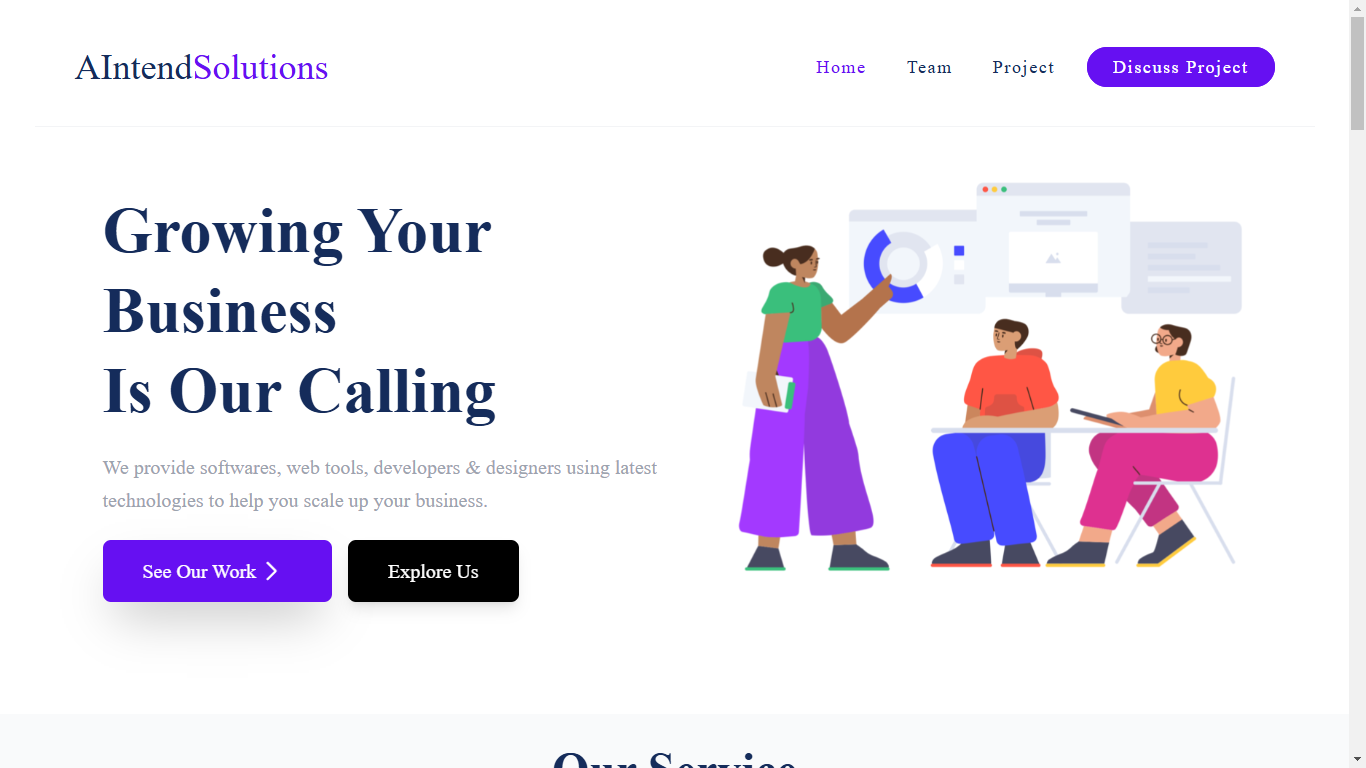 AIntendSolutions
Home Team Project Discuss Project
Growing Your
Business
Is Our Calling
We provide softwares, web tools, developers & designers using latest
technologies to help you scale up your business.
See Our Work
Explore Us
Our Service